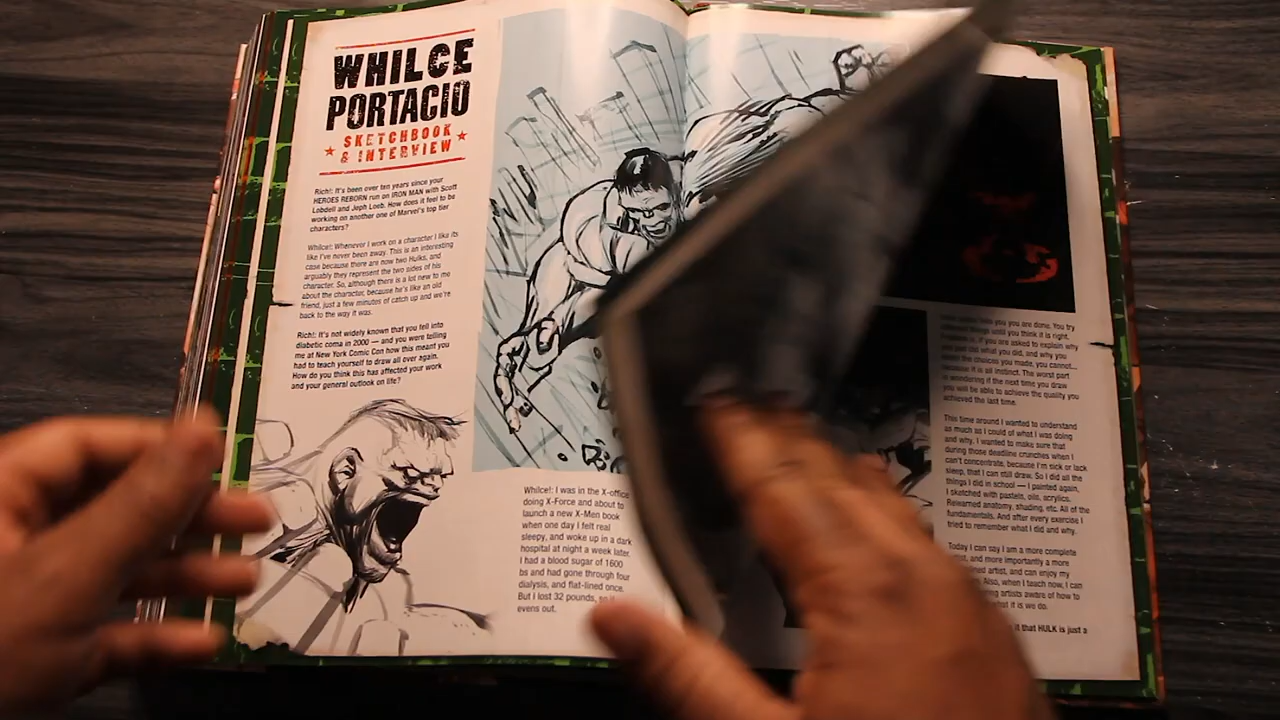 WHILCE
PORTACIO
SKETCHBOOK
& INTERVIEW
Rich!: It's been over ten years since your
HEROES REBORN run on IRON MAN with Scott
Lobdell and Jeph Loeb. How does it feel to be
working on another one of Marvel's top tier
characters?
Whilce!: Whenever I work on a character I like its
like I've never been away. This is an interesting
case because there are now two Hulks, and
arguably they represent the two sides of his
character. So, although there is a lot new to me
about the character, because he's like an old
friend, just a few minutes of catch up and we're
back to the way it was.
Rich!: It's not widely known that you fell into
diabetic coma in 2000 — and you were telling
me at New York Comic Con how this meant you
had to teach yourself to draw all over again.
How do you think this has affected your work
and your general outlook on life?
Whilce!: I was in the X-office
doing X-Force and about to
launch a new X-Men book
when one day I felt real
sleepy, and woke up in a dark
hospital at night a week later.
I had a blood sugar of 1600
bs and had gone through four
dialysis, and flat-lined once.
But I lost 32 pounds, so it
evens out.
you you are done. You try
different things until you think it is right.
Problem is, if you are asked to explain why
you did what you did, and why you
made the choices you made, you cannot...
because it is all instinct. The worst part
is wondering if the next time you draw
you will be able to achieve the quality you
achieved the last time.
This time around I wanted to understand
as much as I could of what I was doing
and why. I wanted to make sure that
during those deadline crunches when I
can't concentrate, because I'm sick or lack
sleep, that I can still draw. So I did all the
things I did in school — I painted again,
I sketched with pastels, oils, acrylics.
Relearned anatomy, shading, etc. All of the
fundamentals. And after every exercise I
tried to remember what I did and why.
Today I can say I am a more complete
artist, and more importantly a more
artist, and can enjoy my
Also, when I teach now, I can
artists aware of how to
what it is we do.
it that HULK is just a